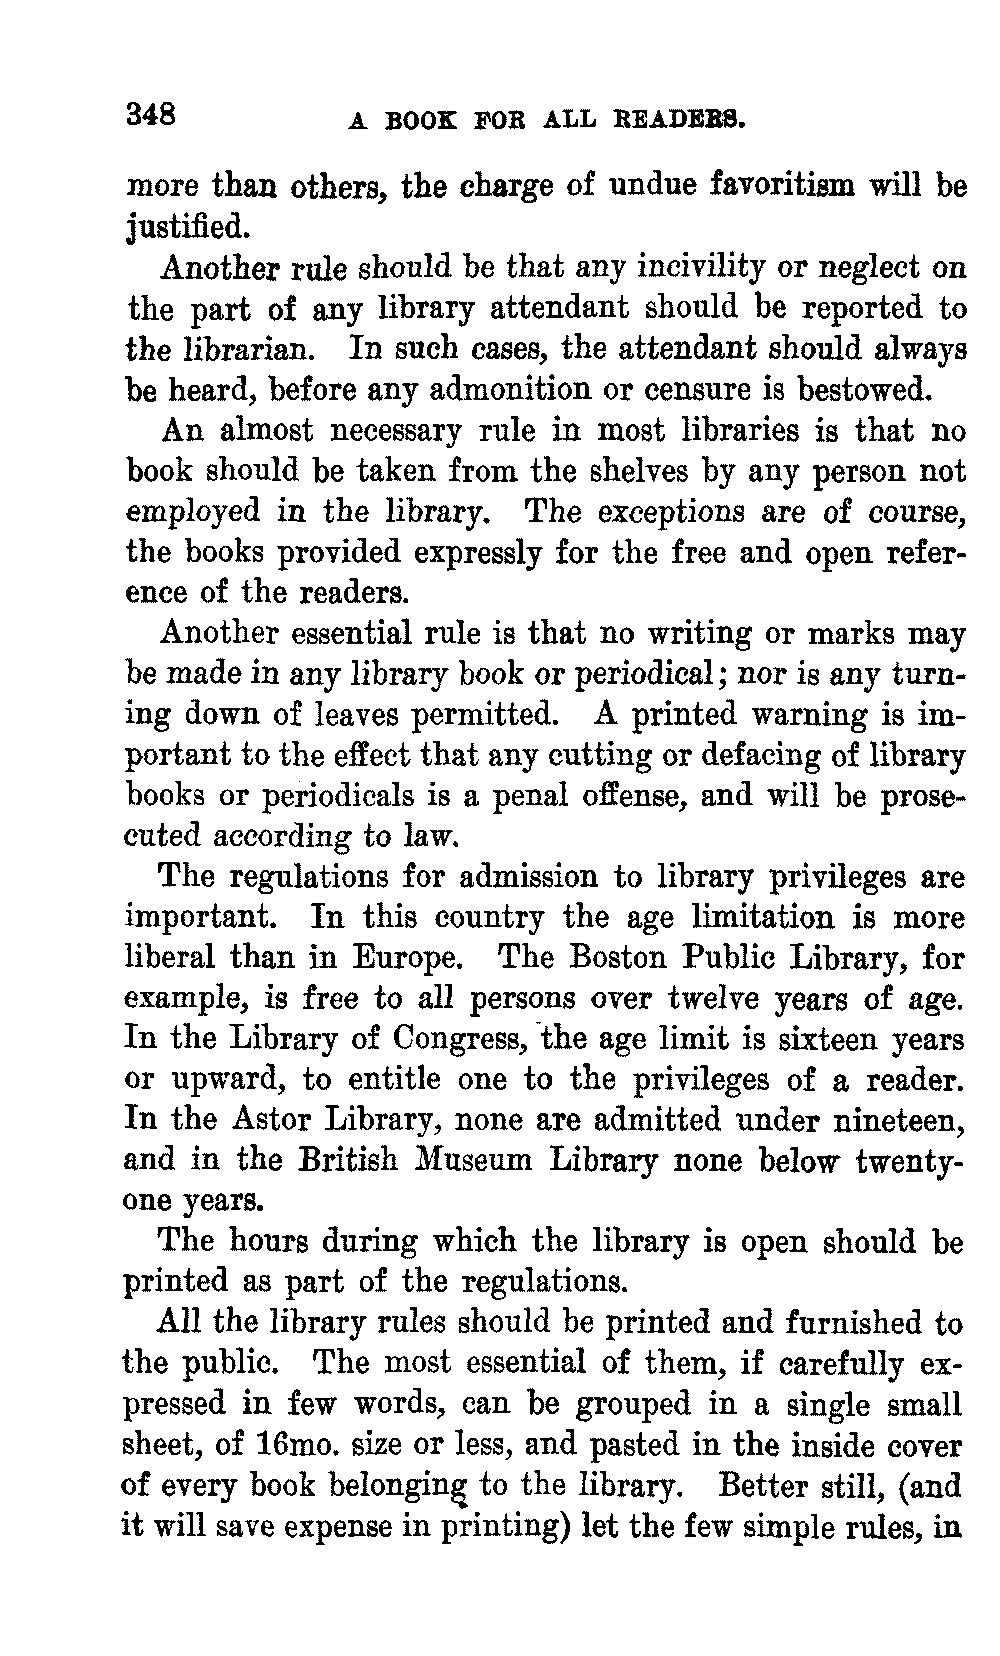 348 A BOOK FOR ALL READERS.
more than others, the charge of undue favoritism will be
justified.
Another rule should be that any incivility or neglect on
the part of any library attendant should be reported to
the librarian. In such cases, the attendant should always
be heard, before any admonition or censure is bestowed.
An almost necessary rule in most libraries is that no
book should be taken from the shelves by any person not
employed in the library. The exceptions are of course,
the books provided expressly for the free and open refer-
ence of the readers.
Another essential rule is that no writing or marks may
be made in any library book or periodical; nor is any turn-
ing down of leaves permitted. A printed warning is im-
portant to the effect that any cutting or defacing of library
books or periodicals is a penal offense, and will be prose-
cuted according to law.
The regulations for admission to library privileges are
important. In this country the age limitation is more
liberal than in Europe. The Boston Public Library, for
example, is free to all persons over twelve years of age.
In the Library of Congress, the age limit is sixteen years
or upward, to entitle one to the privileges of a reader.
In the Astor Library, none are admitted under nineteen,
and in the British Museum Library none below twenty-
one years.
The hours during which the library is open should be
printed as part of the regulations.
All the library rules should be printed and furnished to
the public. The most essential of them, if carefully ex-
pressed in few words, can be grouped in a single small
sheet, of 16mo. size or less, and pasted in the inside cover
of every book belonging to the library. Better still, (and
it will save expense in printing) let the few simple rules, in